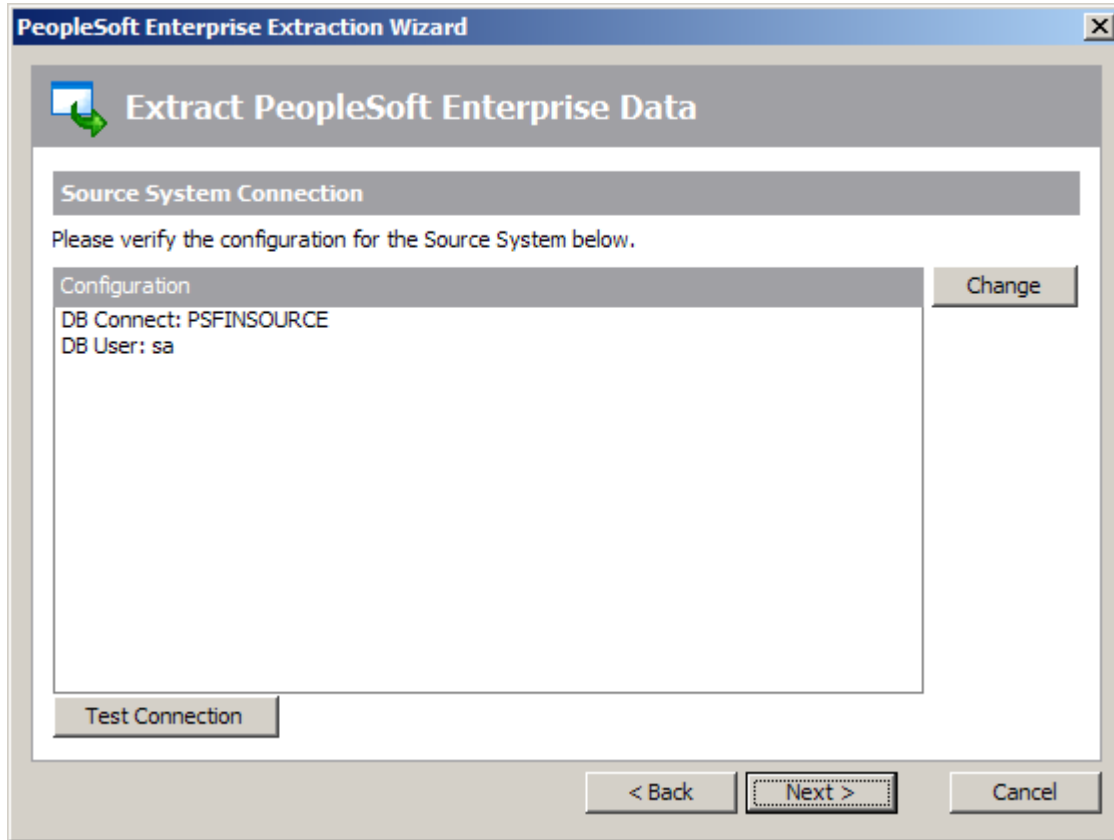 PeopleSoft Enterprise Extraction Wizard
Extract PeopleSoft Enterprise Data
Source System Connection
Please verify the configuration for the Source System below.
Configuration
Change
DB Connect: PSFINSOURCE
DB User: sa
Test Connection
< Back
Next >
Cancel